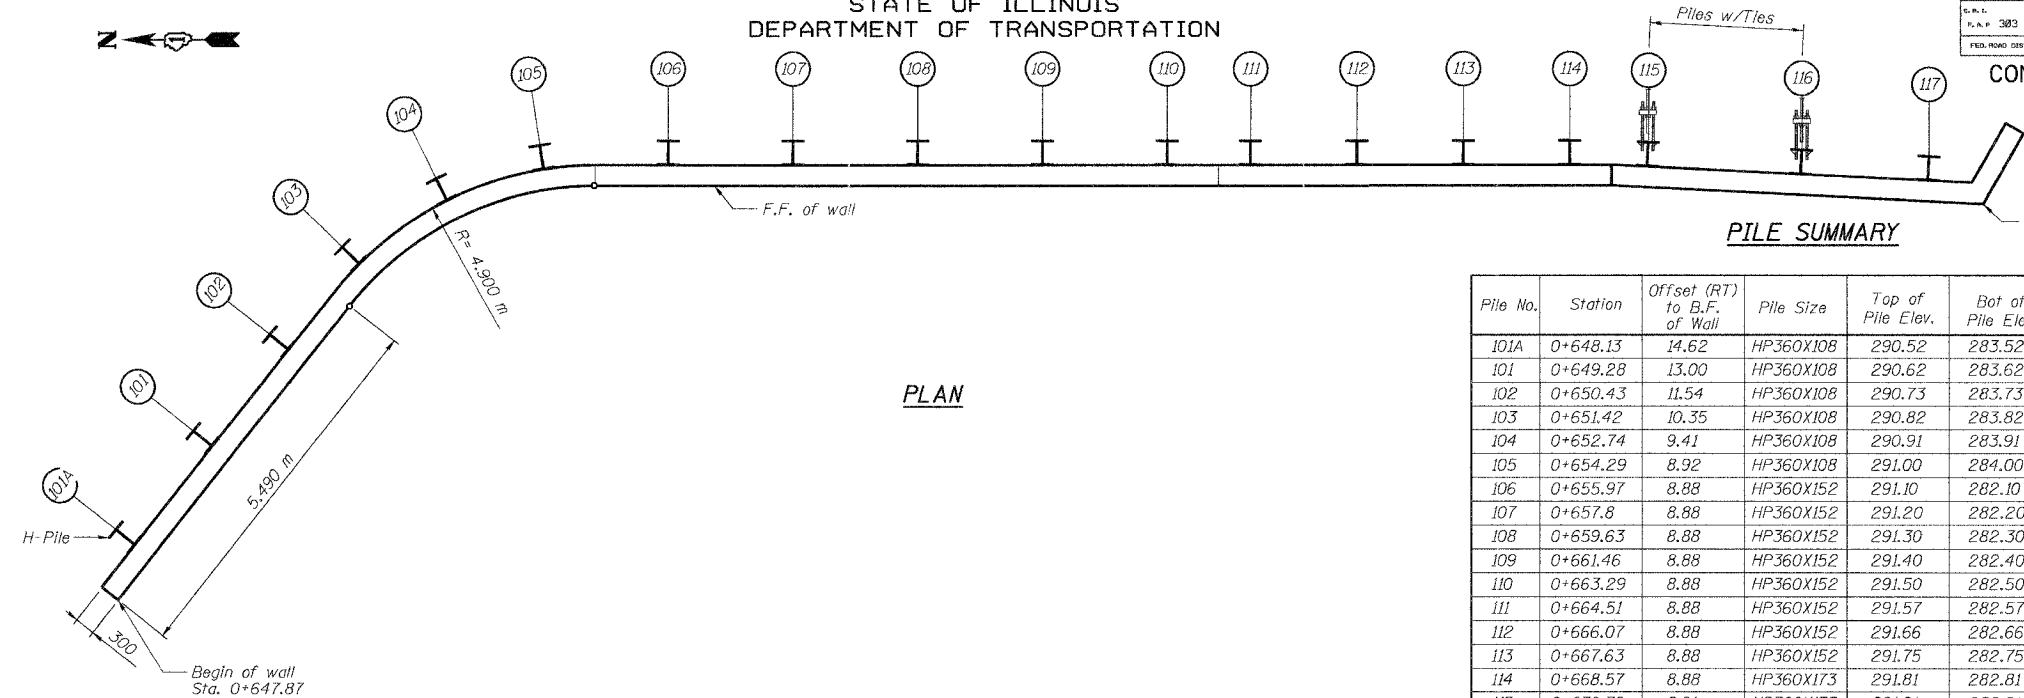 STATE OF ILLINOIS
DEPARTMENT OF TRANSPORTATION
N
F.A.P 303
FED. ROAD DIS
CON
Piles w/Ties
105 106 107 108 109 110 111 112 113 114 115 116 117
104
103
102
101
101A
F.F. of wall
R= 4.900 m
5.490 m
H-Pile
300
Begin of wall
Sta. 0+647.87
PLAN
PILE SUMMARY
Pile No. Station Offset (RT) to B.F. of Wall Pile Size Top of Pile Elev. Bot of Pile Ele
101A 0+648.13 14.62 HP360X108 290.52 283.52
101 0+649.28 13.00 HP360X108 290.62 283.62
102 0+650.43 11.54 HP360X108 290.73 283.73
103 0+651.42 10.35 HP360X108 290.82 283.82
104 0+652.74 9.41 HP360X108 290.91 283.91
105 0+654.29 8.92 HP360X108 291.00 284.00
106 0+655.97 8.88 HP360X152 291.10 282.10
107 0+657.8 8.88 HP360X152 291.20 282.20
108 0+659.63 8.88 HP360X152 291.30 282.30
109 0+661.46 8.88 HP360X152 291.40 282.40
110 0+663.29 8.88 HP360X152 291.50 282.50
111 0+664.51 8.88 HP360X152 291.57 282.57
112 0+666.07 8.88 HP360X152 291.66 282.66
113 0+667.63 8.88 HP360X152 291.75 282.75
114 0+668.57 8.88 HP360X173 291.81 282.81